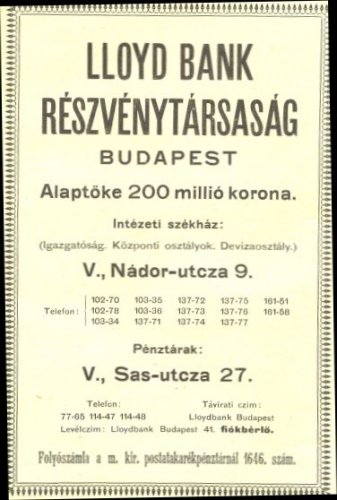 LLOYD BANK
RÉSZVÉNYTÁRSASÁG
BUDAPEST
Alaptőke 200 millió korona.
Intézeti székház:
(Igazgatóság. Központi osztályok. Devizaosztály.)
V., Nádor-utcza 9.
102-70 103-35 137-72 137-75 161-51
Telefon: 102-78 103-36 137-73 137-76 161-58
103-34 137-71 137-74 137-77
Pénztárak:
V., Sas-utcza 27.
Telefon: Távirati czim:
77-65 114-47 114-48 Lloydbank Budapest
Levélczim: Lloydbank Budapest 41. fiókbérlő.
Folyószámla a m. kir. postatakarékpénztárnál 1646. szám.